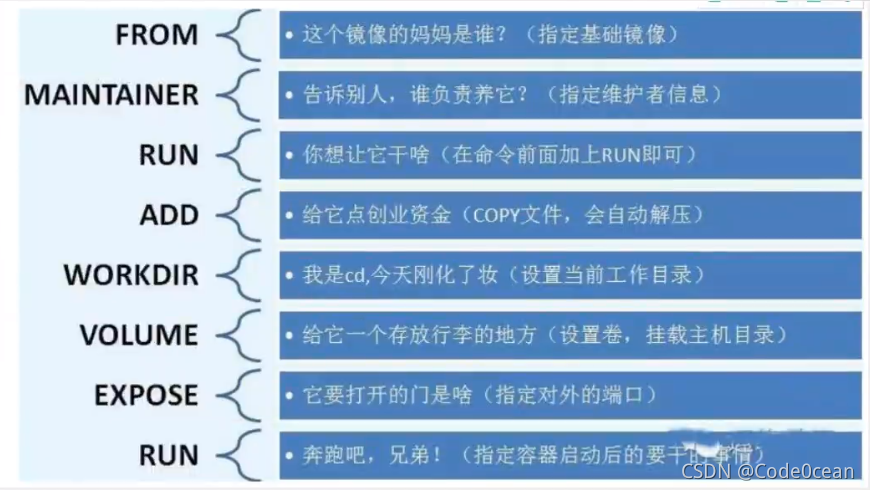 FROM
• 这个镜像的妈妈是谁？（指定基础镜像）
MAINTAINER
• 告诉别人，谁负责养它？（指定维护者信息）
RUN
• 你想让它干啥（在命令前面加上RUN即可）
ADD
• 给它点创业资金（COPY文件，会自动解压）
WORKDIR
• 我是cd,今天刚化了妆（设置当前工作目录）
VOLUME
• 给它一个存放行李的地方（设置卷，挂载主机目录）
EXPOSE
• 它要打开的门是啥（指定对外的端口）
RUN
• 奔跑吧，兄弟！（指定容器启动后的要干的事情）
CSDN @Code0cean